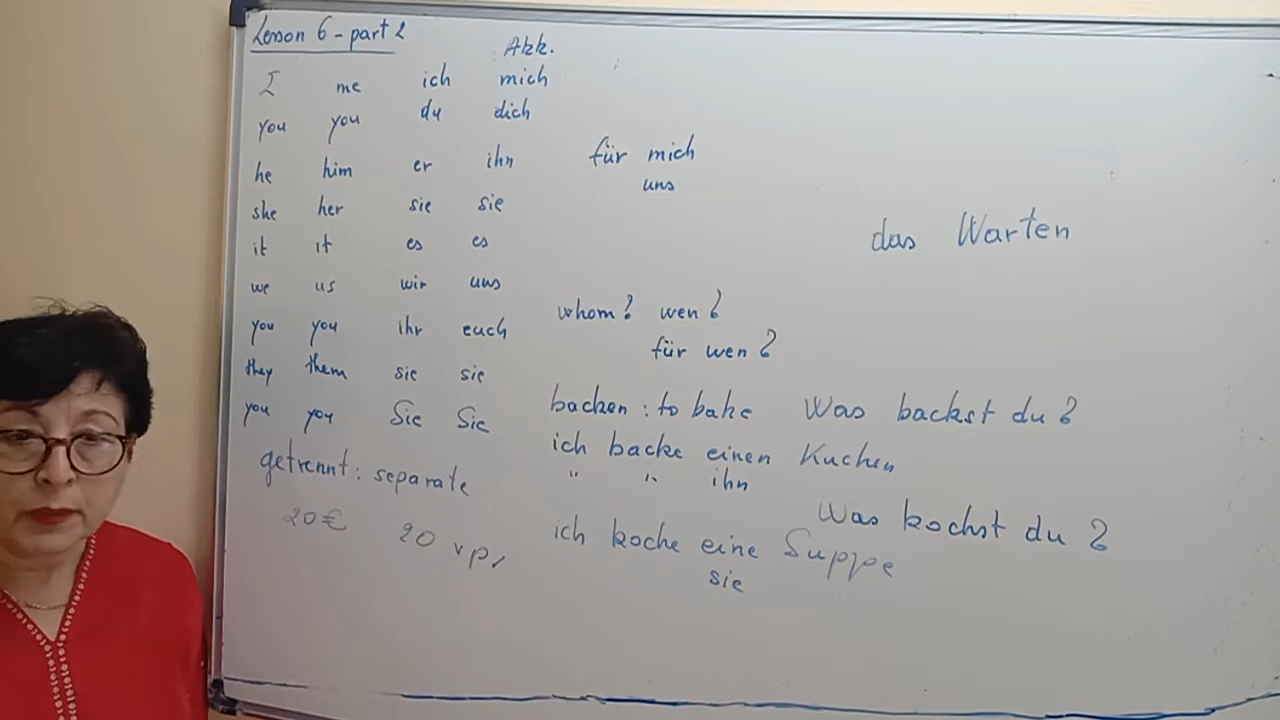 Lesson 6 - part 2
Akk.
I me ich mich
you you du dich
he him er ihn
she her sie sie
it it es es
we us wir uns
you you ihr euch
they them sie sie
you you Sie Sie
getrennt: separate
20€ 20
für mich
uns
das Warten
whom? wen?
für wen?
backen: to bake Was backst du?
ich backe einen Kuchen
" " ihn
Was kochst du?
ich koche eine Suppe
sie